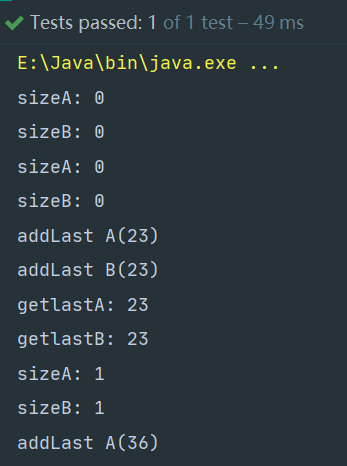 Tests passed: 1 of 1 test – 49 ms
E:\Java\bin\java.exe ...
sizeA: 0
sizeB: 0
sizeA: 0
sizeB: 0
addLast A(23)
addLast B(23)
getlastA: 23
getlastB: 23
sizeA: 1
sizeB: 1
addLast A(36)